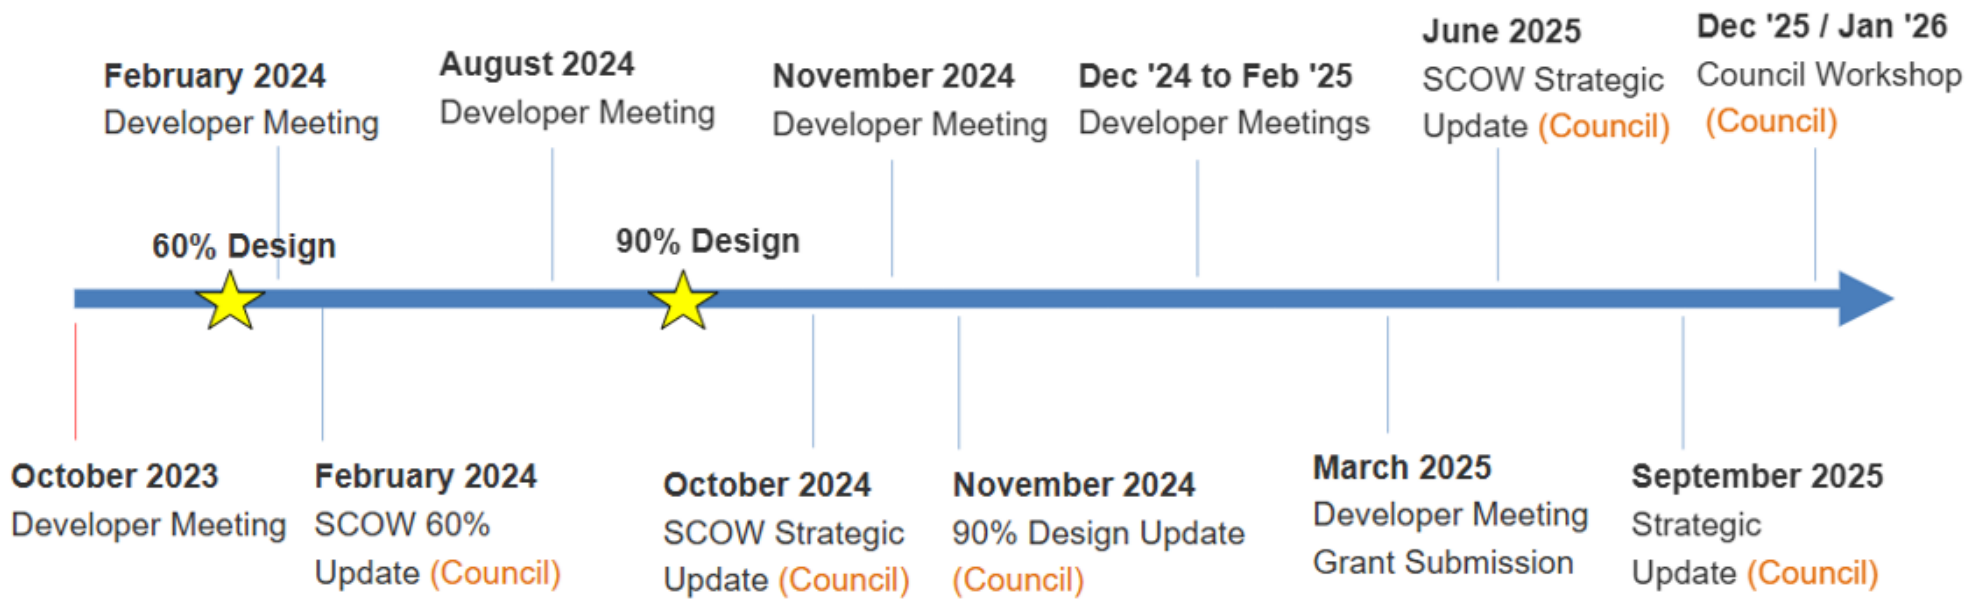 February 2024
Developer Meeting
August 2024
Developer Meeting
November 2024
Developer Meeting
Dec '24 to Feb '25
Developer Meetings
June 2025
SCOW Strategic
Update (Council)
Dec '25 / Jan '26
Council Workshop
(Council)
60% Design
90% Design
October 2023
Developer Meeting
February 2024
SCOW 60%
Update (Council)
October 2024
SCOW Strategic
Update (Council)
November 2024
90% Design Update
(Council)
March 2025
Developer Meeting
Grant Submission
September 2025
Strategic
Update (Council)